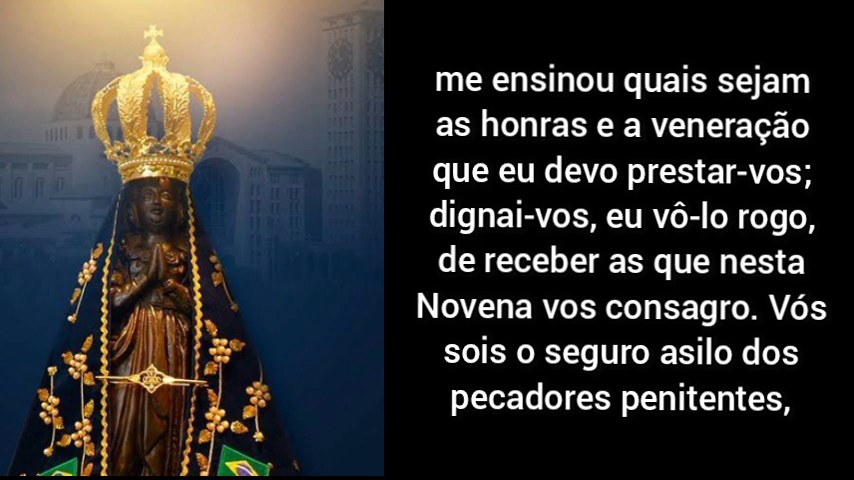 me ensinou quais sejam
as honras e a veneração
que eu devo prestar-vos;
dignai-vos, eu vô-lo rogo,
de receber as que nesta
Novena vos consagro. Vós
sois o seguro asilo dos
pecadores penitentes,